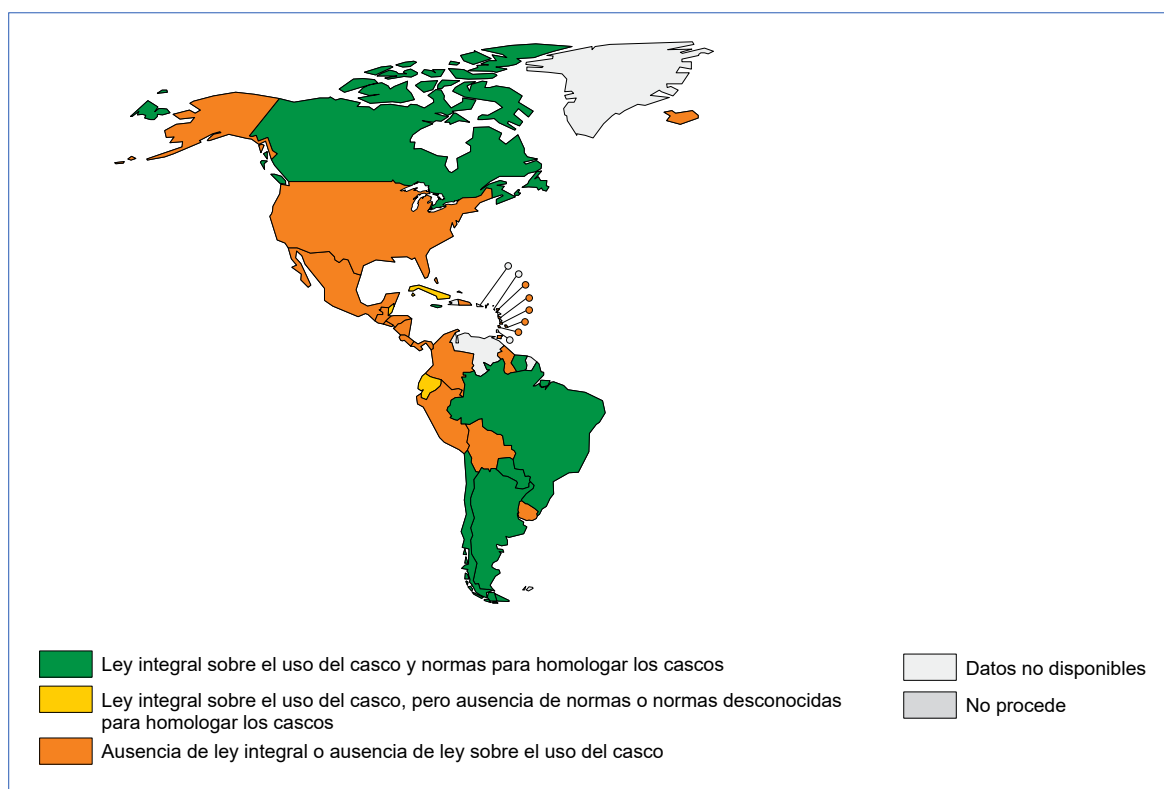 Ley integral sobre el uso del casco y normas para homologar los cascos
Ley integral sobre el uso del casco, pero ausencia de normas o normas desconocidas
para homologar los cascos
Ausencia de ley integral o ausencia de ley sobre el uso del casco
Datos no disponibles
No procede